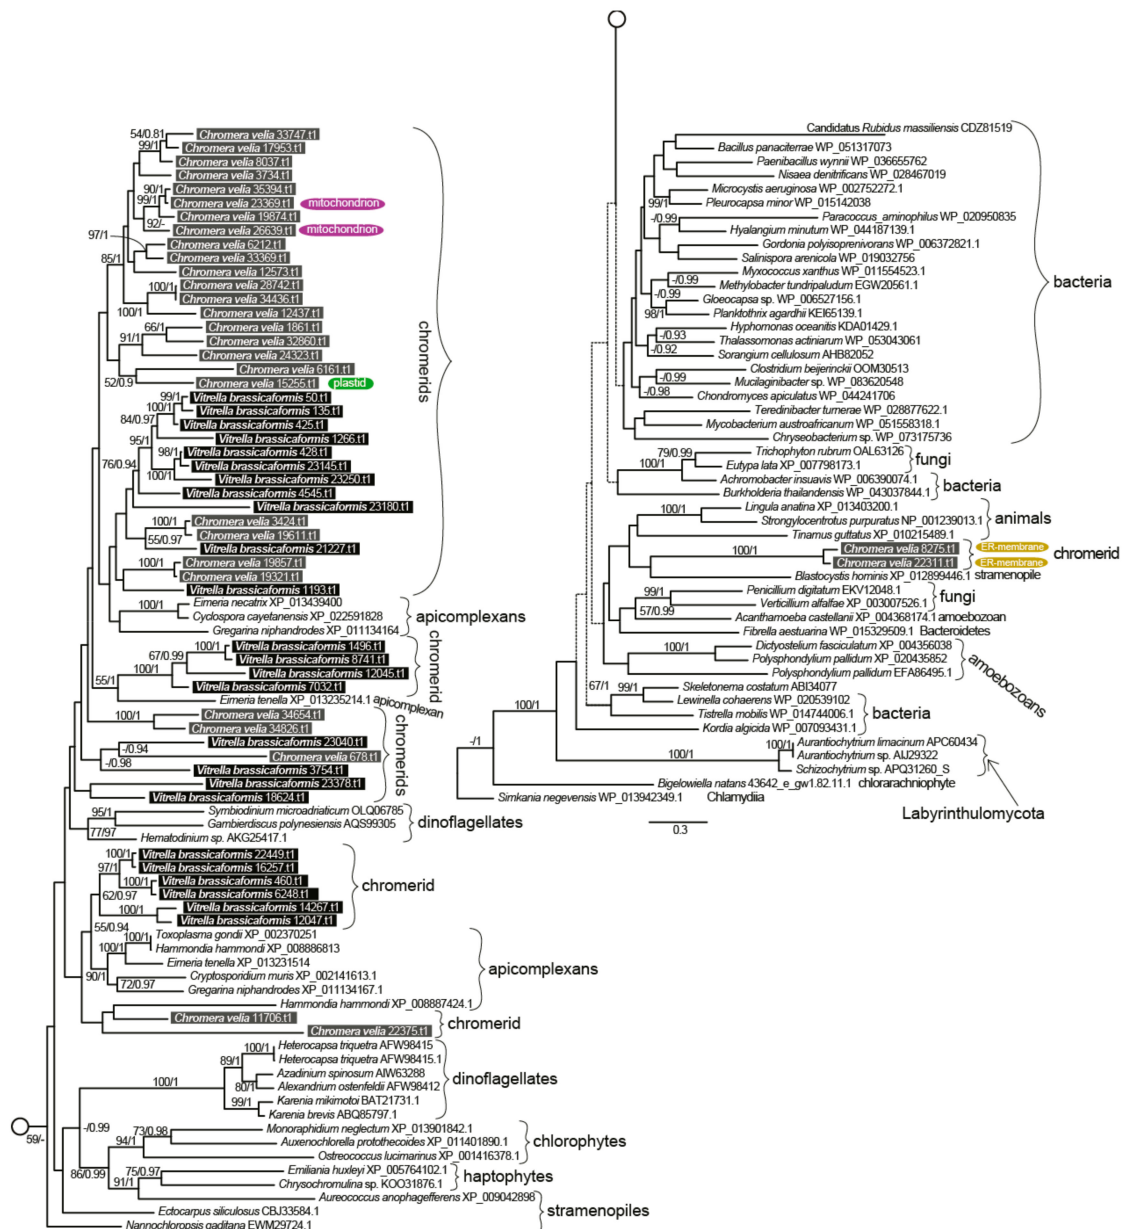 54/0.81
Chromera velia 33747.t1
99/1
Chromera velia 17953.t1
Chromera velia 8037.t1
Chromera velia 3734.t1
90/1
Chromera velia 35394.t1
99/1
Chromera velia 23369.t1 mitochondrion
Chromera velia 19874.t1
92/-
Chromera velia 26639.t1 mitochondrion
97/1
Chromera velia 6212.t1
Chromera velia 33369.t1
85/1
Chromera velia 12573.t1
100/1
Chromera velia 28742.t1
Chromera velia 34436.t1
100/1
Chromera velia 12437.t1
66/1
Chromera velia 1861.t1
91/1
Chromera velia 32860.t1
Chromera velia 24323.t1
Chromera velia 6161.t1
52/0.9
Chromera velia 15255.t1 plastid
chromerids
99/1
Vitrella brassicaformis 50.t1
100/1
Vitrella brassicaformis 135.t1
84/0.97
Vitrella brassicaformis 425.t1
Vitrella brassicaformis 1266.t1
95/1
98/1
Vitrella brassicaformis 428.t1
76/0.94
Vitrella brassicaformis 23145.t1
100/1
Vitrella brassicaformis 23250.t1
Vitrella brassicaformis 4545.t1
Vitrella brassicaformis 23180.t1
100/1
Chromera velia 3424.t1
Chromera velia 19611.t1
55/0.97
Vitrella brassicaformis 21227.t1
100/1
Chromera velia 19857.t1
Chromera velia 19321.t1
Vitrella brassicaformis 1193.t1
100/1
Eimeria necatrix XP_013439400
Cyclospora cayetanensis XP_022591828
Gregarina niphandrodes XP_011134164
apicomplexans
100/1
Vitrella brassicaformis 1496.t1
67/0.99
Vitrella brassicaformis 8741.t1
100/1
Vitrella brassicaformis 12045.t1
55/1
Vitrella brassicaformis 7032.t1
chromerid
Eimeria tenella XP_013235214.1 apicomplexan
100/1
Chromera velia 34654.t1
Chromera velia 34826.t1
Vitrella brassicaformis 23040.t1
-/0.94
Chromera velia 678.t1
-/0.98
Vitrella brassicaformis 3754.t1
Vitrella brassicaformis 23378.t1
Vitrella brassicaformis 18624.t1
chromerids
95/1
Symbiodinium microadriaticum OLQ06785
Gambierdiscus polynesiensis AQS99305
77/97
Hematodinium sp. AKG25417.1
dinoflagellates
100/1
Vitrella brassicaformis 22449.t1
97/1
Vitrella brassicaformis 16257.t1
100/1
Vitrella brassicaformis 460.t1
62/0.97
Vitrella brassicaformis 6248.t1
100/1
Vitrella brassicaformis 14267.t1
Vitrella brassicaformis 12047.t1
chromerid
55/0.94
100/1
Toxoplasma gondii XP_002370251
100/1
Hammondia hammondi XP_008886813
Eimeria tenella XP_013231514
90/1
Cryptosporidium muris XP_002141613.1
72/0.97
Gregarina niphandrodes XP_011134167.1
Hammondia hammondi XP_008887424.1
apicomplexans
Chromera velia 11706.t1
Chromera velia 22375.t1
chromerid
100/1
Heterocapsa triquetra AFW98415
89/1
Heterocapsa triquetra AFW98415.1
100/1
Azadinium spinosum AIW63288
80/1
Alexandrium ostenfeldii AFW98412
99/1
Karenia mikimotoi BAT21731.1
Karenia brevis ABQ85797.1
dinoflagellates
59/-
-/0.99
73/0.98
Monoraphidium neglectum XP_013901842.1
94/1
Auxenochlorella protothecoides XP_011401890.1
Ostreococcus lucimarinus XP_001416378.1
chlorophytes
86/0.99
75/0.97
Emiliania huxleyi XP_005764102.1
91/1
Chrysochromulina sp. KOO31876.1
haptophytes
Aureococcus anophagefferens XP_009042898
Ectocarpus siliculosus CBJ33584.1
Nannochloropsis gaditana EWM29724.1
stramenopiles
Candidatus Rubidus massiliensis CDZ81519
Bacillus panaciterrae WP_051317073
Paenibacillus wynnii WP_036655762
Nisaea denitrificans WP_028467019
Microcystis aeruginosa WP_002752272.1
99/1
Pleurocapsa minor WP_015142038
Paracoccus_aminophilus WP_020950835
-/0.99
Hyalangium minutum WP_044187139.1
Gordonia polyisoprenivorans WP_006372821.1
Salinispora arenicola WP_019032756
Myxococcus xanthus WP_011554523.1
-/0.99
Methylobacter tundripaludum EGW20561.1
Gloeocapsa sp. WP_006527156.1
98/1
Planktothrix agardhii KEI65139.1
Hyphomonas oceanitis KDA01429.1
-/0.93
Thalassomonas actiniarum WP_053043061
-/0.92
Sorangium cellulosum AHB82052
Clostridium beijerinckii OOM30513
-/0.99
Mucilaginibacter sp. WP_083620548
-/0.98
Chondromyces apiculatus WP_044241706
Teredinibacter turnerae WP_028877622.1
Mycobacterium austroafricanum WP_051558318.1
Chryseobacterium sp. WP_073175736
bacteria
79/0.99
Trichophyton rubrum OAL63126
100/1
Eutypa lata XP_007798173.1
fungi
Achromobacter insuavis WP_006390074.1
Burkholderia thailandensis WP_043037844.1
bacteria
100/1
Lingula anatina XP_013403200.1
Strongylocentrotus purpuratus NP_001239013.1
Tinamus guttatus XP_010215489.1
animals
100/1
Chromera velia 8275.t1 ER-membrane
Chromera velia 22311.t1 ER-membrane
chromerid
Blastocystis hominis XP_012899446.1 stramenopile
99/1
Penicillium digitatum EKV12048.1
Verticillium alfalfae XP_003007526.1
fungi
57/0.99
Acanthamoeba castellanii XP_004368174.1 amoebozoan
Fibrella aestuarina WP_015329509.1 Bacteroidetes
100/1
Dictyostelium fasciculatum XP_004356038
Polysphondylium pallidum XP_020435852
Polysphondylium pallidum EFA86495.1
amoebozoans
67/1
99/1
Skeletonema costatum ABI34077
Lewinella cohaerens WP_020539102
Tistrella mobilis WP_014744006.1
Kordia algicida WP_007093431.1
bacteria
100/1
-/1
100/1
100/1
Aurantiochytrium limacinum APC60434
Aurantiochytrium sp. AIJ29322
Schizochytrium sp. APQ31260_S
Bigelowiella natans 43642_e_gw1.82.11.1 chlorarachniophyte
Simkania negevensis WP_013942349.1 Chlamydiia
Labyrinthulomycota
0.3